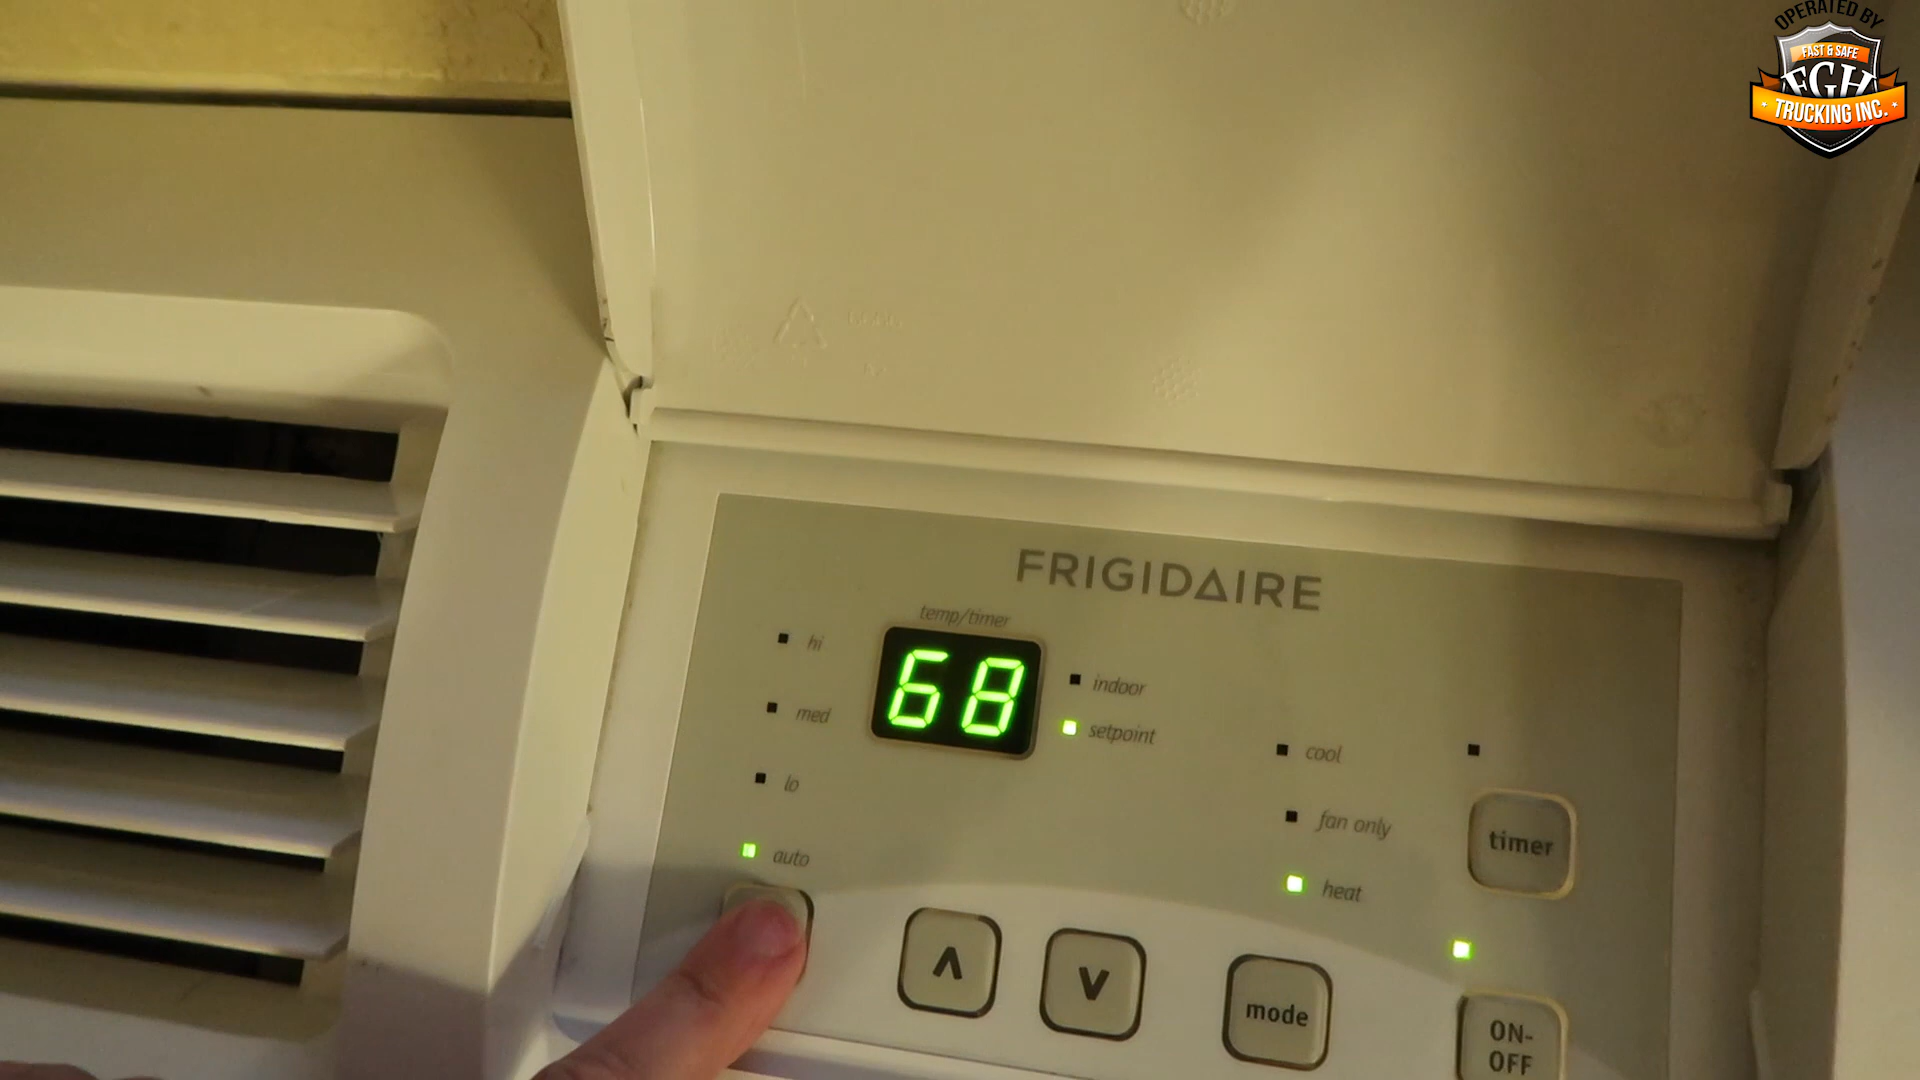 OPERATED BY
FAST & SAFE
FGH
TRUCKING INC.
FRIGIDAIRE
temp/timer
hi
68
indoor
med
setpoint
cool
lo
fan only
timer
auto
heat
∧
∨
mode
ON-
OFF